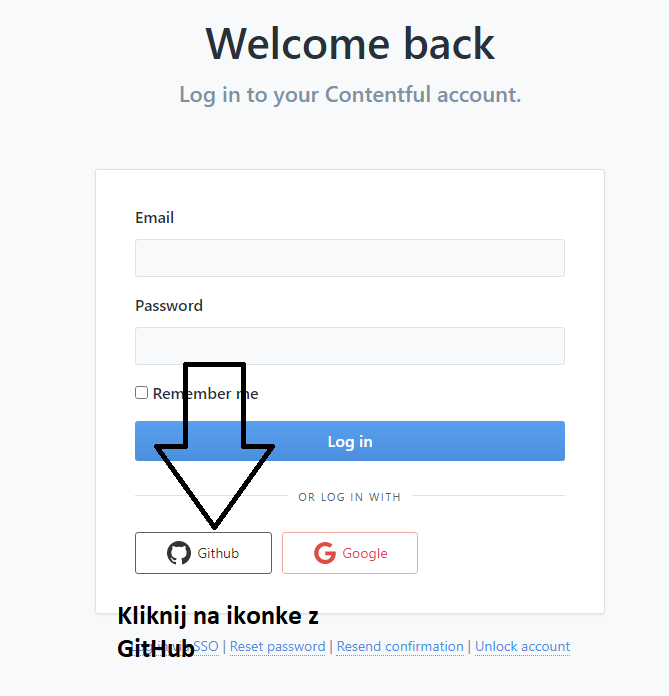 Welcome back
Log in to your Contentful account.
Email
Password
Remember me
Log in
OR LOG IN WITH
Github Google
Kliknij na ikonke z
GitHub
SSO | Reset password | Resend confirmation | Unlock account